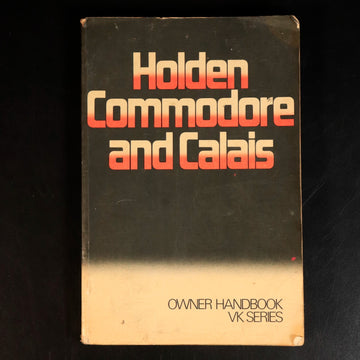 Holden
Commodore
and Calais
OWNER HANDBOOK
VK SERIES